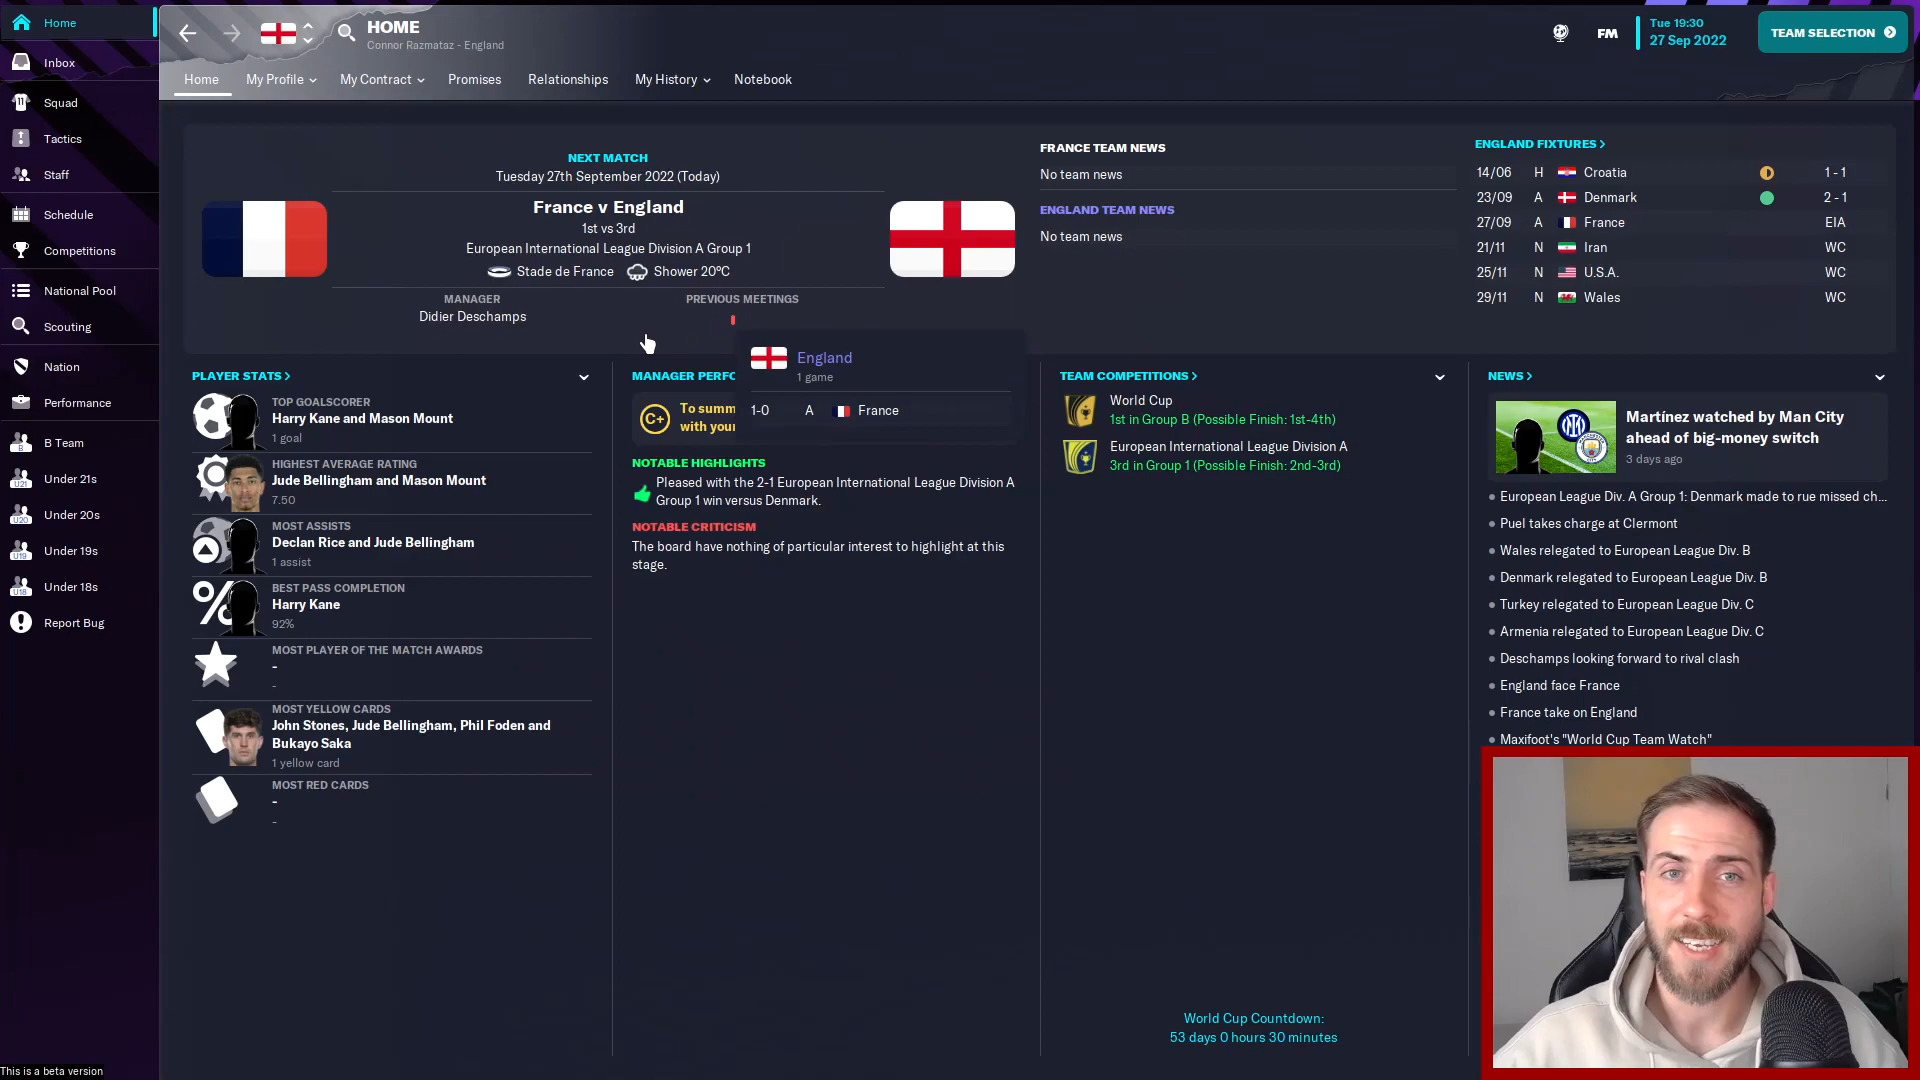 Home
Inbox
Squad
Tactics
Staff
Schedule
Competitions
National Pool
Scouting
Nation
Performance
B Team
Under 21s
Under 20s
Under 19s
Under 18s
Report Bug
This is a beta version
HOME
Connor Razmataz - England
FM
Tue 19:30
27 Sep 2022
TEAM SELECTION
Home
My Profile
My Contract
Promises
Relationships
My History
Notebook
NEXT MATCH
Tuesday 27th September 2022 (Today)
France v England
1st vs 3rd
European International League Division A Group 1
Stade de France
Shower 20°C
MANAGER
Didier Deschamps
PREVIOUS MEETINGS
England
1 game
1-0 A France
FRANCE TEAM NEWS
No team news
ENGLAND TEAM NEWS
No team news
ENGLAND FIXTURES >
14/06 H Croatia 1 - 1
23/09 A Denmark 2 - 1
27/09 A France EIA
21/11 N Iran WC
25/11 N U.S.A. WC
29/11 N Wales WC
PLAYER STATS >
TOP GOALSCORER
Harry Kane and Mason Mount
1 goal
HIGHEST AVERAGE RATING
Jude Bellingham and Mason Mount
7.50
MOST ASSISTS
Declan Rice and Jude Bellingham
1 assist
BEST PASS COMPLETION
Harry Kane
92%
MOST PLAYER OF THE MATCH AWARDS
-
-
MOST YELLOW CARDS
John Stones, Jude Bellingham, Phil Foden and
Bukayo Saka
1 yellow card
MOST RED CARDS
-
-
MANAGER PERFO
C+
To summ
with your
NOTABLE HIGHLIGHTS
Pleased with the 2-1 European International League Division A
Group 1 win versus Denmark.
NOTABLE CRITICISM
The board have nothing of particular interest to highlight at this
stage.
TEAM COMPETITIONS >
World Cup
1st in Group B (Possible Finish: 1st-4th)
European International League Division A
3rd in Group 1 (Possible Finish: 2nd-3rd)
World Cup Countdown:
53 days 0 hours 30 minutes
NEWS >
Martínez watched by Man City
ahead of big-money switch
3 days ago
European League Div. A Group 1: Denmark made to rue missed ch...
Puel takes charge at Clermont
Wales relegated to European League Div. B
Denmark relegated to European League Div. B
Turkey relegated to European League Div. C
Armenia relegated to European League Div. C
Deschamps looking forward to rival clash
England face France
France take on England
Maxifoot's "World Cup Team Watch"